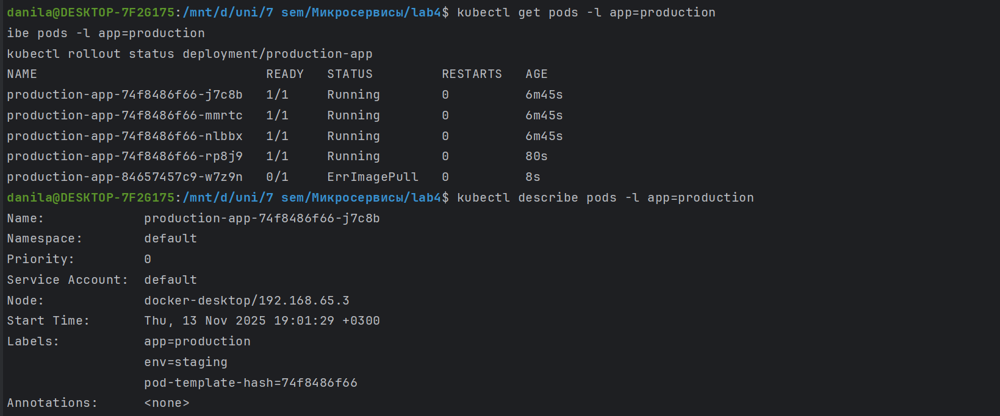 danila@DESKTOP-7F2G175:/mnt/d/uni/7 sem/Микросервисы/lab4$ kubectl get pods -l app=production
ibe pods -l app=production
kubectl rollout status deployment/production-app
NAME                              READY   STATUS         RESTARTS   AGE
production-app-74f8486f66-j7c8b   1/1     Running        0          6m45s
production-app-74f8486f66-mmrtc   1/1     Running        0          6m45s
production-app-74f8486f66-nlbbx   1/1     Running        0          6m45s
production-app-74f8486f66-rp8j9   1/1     Running        0          80s
production-app-84657457c9-w7z9n   0/1     ErrImagePull   0          8s
danila@DESKTOP-7F2G175:/mnt/d/uni/7 sem/Микросервисы/lab4$ kubectl describe pods -l app=production
Name:             production-app-74f8486f66-j7c8b
Namespace:        default
Priority:         0
Service Account:  default
Node:             docker-desktop/192.168.65.3
Start Time:       Thu, 13 Nov 2025 19:01:29 +0300
Labels:           app=production
                  env=staging
                  pod-template-hash=74f8486f66
Annotations:      <none>